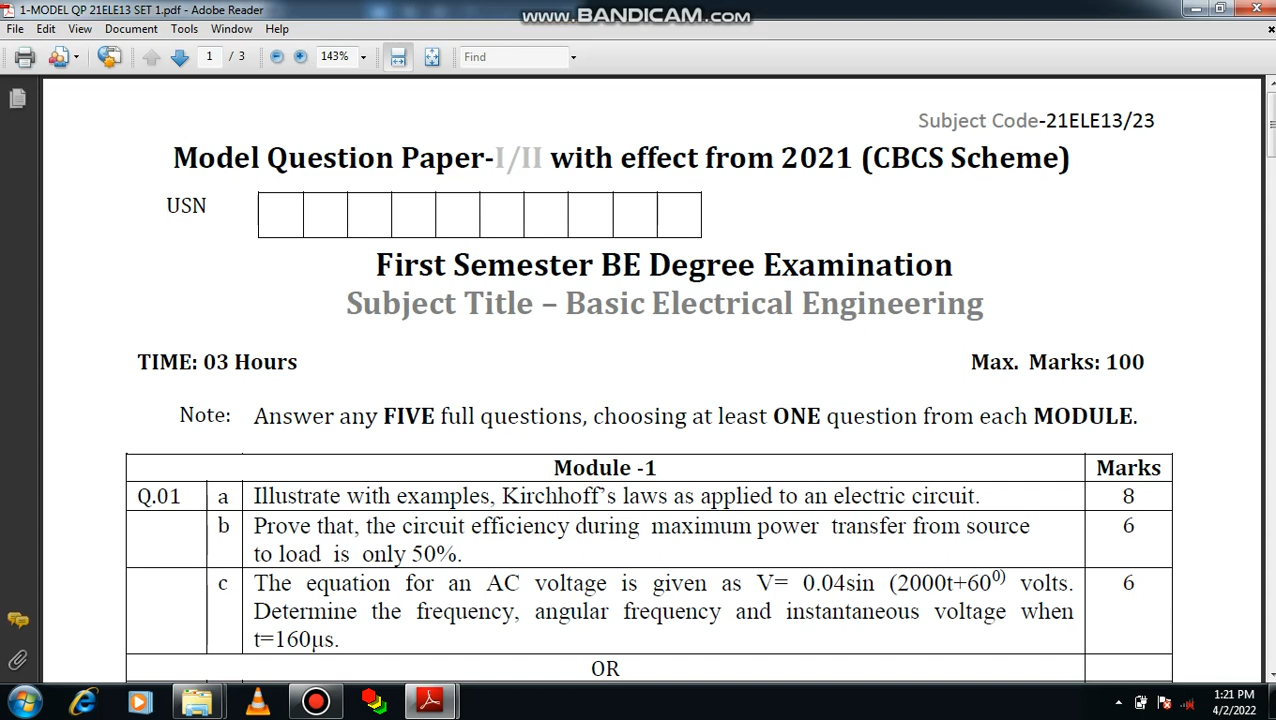 1-MODEL QP 21ELE13 SET 1.pdf - Adobe Reader
www.BANDICAM.com
File Edit View Document Tools Window Help
1 / 3 143% Find
Subject Code-21ELE13/23
Model Question Paper-I/II with effect from 2021 (CBCS Scheme)
USN
First Semester BE Degree Examination
Subject Title – Basic Electrical Engineering
TIME: 03 Hours Max. Marks: 100
Note: Answer any FIVE full questions, choosing at least ONE question from each MODULE.
Module -1 Marks
Q.01 a Illustrate with examples, Kirchhoff's laws as applied to an electric circuit. 8
b Prove that, the circuit efficiency during maximum power transfer from source 6
to load is only 50%.
c The equation for an AC voltage is given as V= 0.04sin (2000t+60⁰⁾ volts. 6
Determine the frequency, angular frequency and instantaneous voltage when
t=160μs.
OR
1:21 PM
4/2/2022